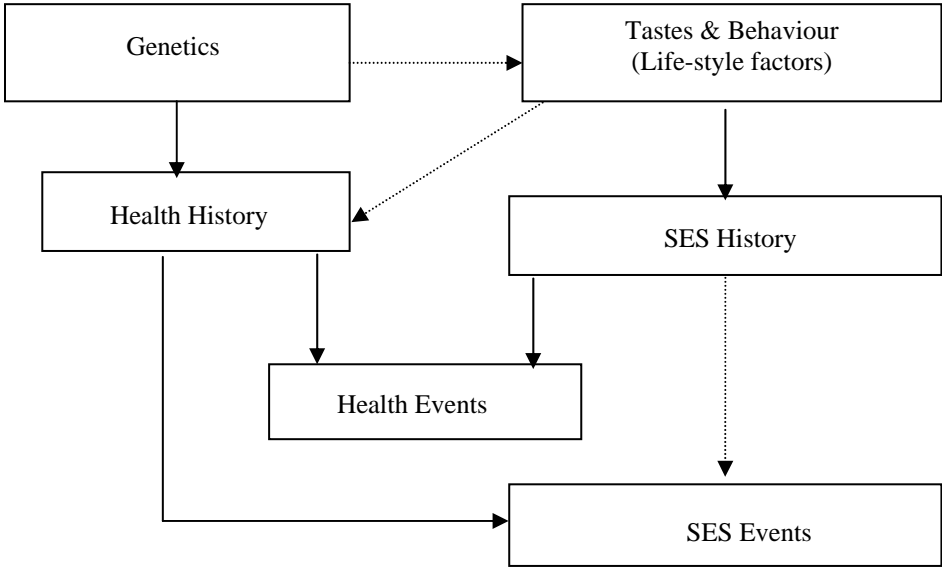 Genetics
Tastes & Behaviour
(Life-style factors)
Health History
SES History
Health Events
SES Events